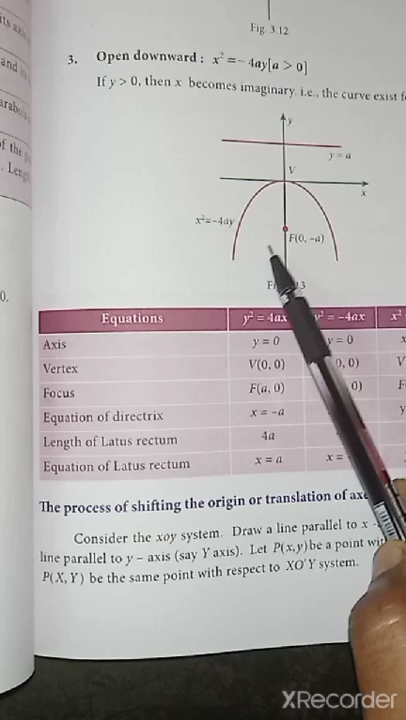 Fig. 3.12
3. Open downward : x² = − 4ay[a > 0]
If y > 0, then x becomes imaginary. i.e., the curve exist
y
y = a
V
x
x²=−4ay
F(0, −a)
Equations y² = 4ax y² = −4ax x²
Axis y = 0 y = 0
Vertex V(0, 0) 0, 0) V
Focus F(a, 0) 0) F
Equation of directrix x = −a y
Length of Latus rectum 4a
Equation of Latus rectum x = a x =
The process of shifting the origin or translation of axe
Consider the xoy system. Draw a line parallel to x -
line parallel to y – axis (say Y axis). Let P(x,y) be a point wi
P(X, Y) be the same point with respect to XO'Y system.
XRecorder